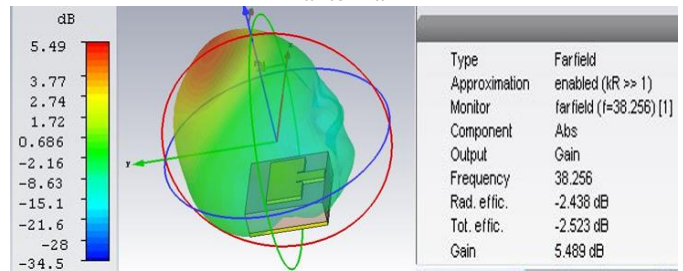 dB
5.49
3.77
2.74
1.72
0.686
-2.16
-8.63
-15.1
-21.6
-28
-34.5
y
Type Farfield
Approximation enabled (kR >> 1)
Monitor farfield (f=38.256) [1]
Component Abs
Output Gain
Frequency 38.256
Rad. effic. -2.438 dB
Tot. effic. -2.523 dB
Gain 5.489 dB